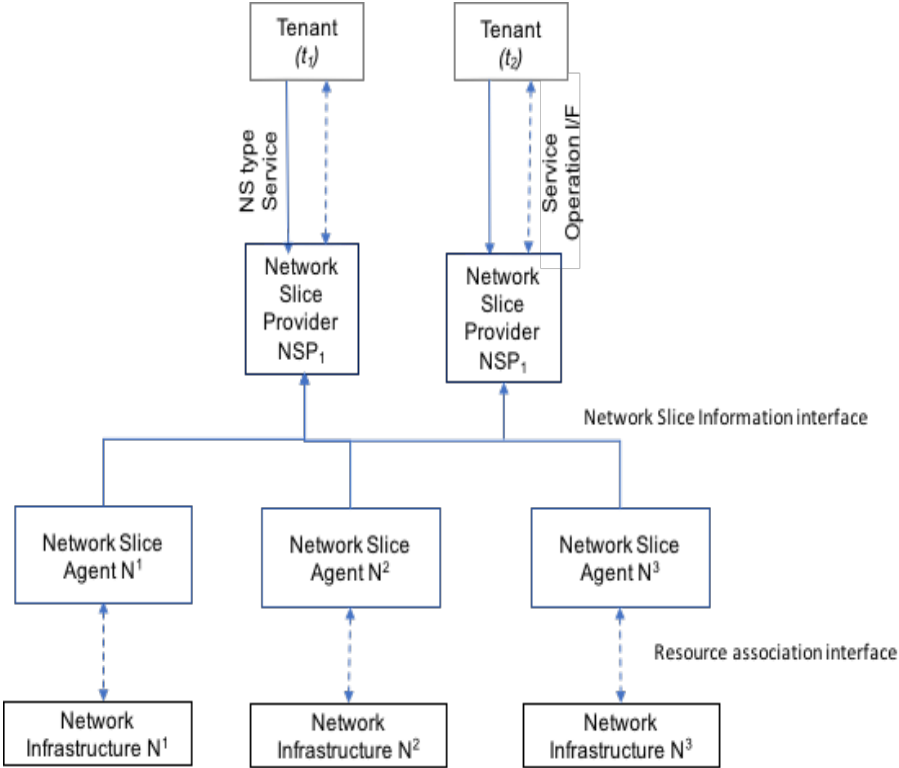 Tenant
(t₁)
Tenant
(t₂)
NS type
Service
Service
Operation I/F
Network
Slice
Provider
NSP₁
Network
Slice
Provider
NSP₁
Network Slice Information interface
Network Slice
Agent N¹
Network Slice
Agent N²
Network Slice
Agent N³
Resource association interface
Network
Infrastructure N¹
Network
Infrastructure N²
Network
Infrastructure N³